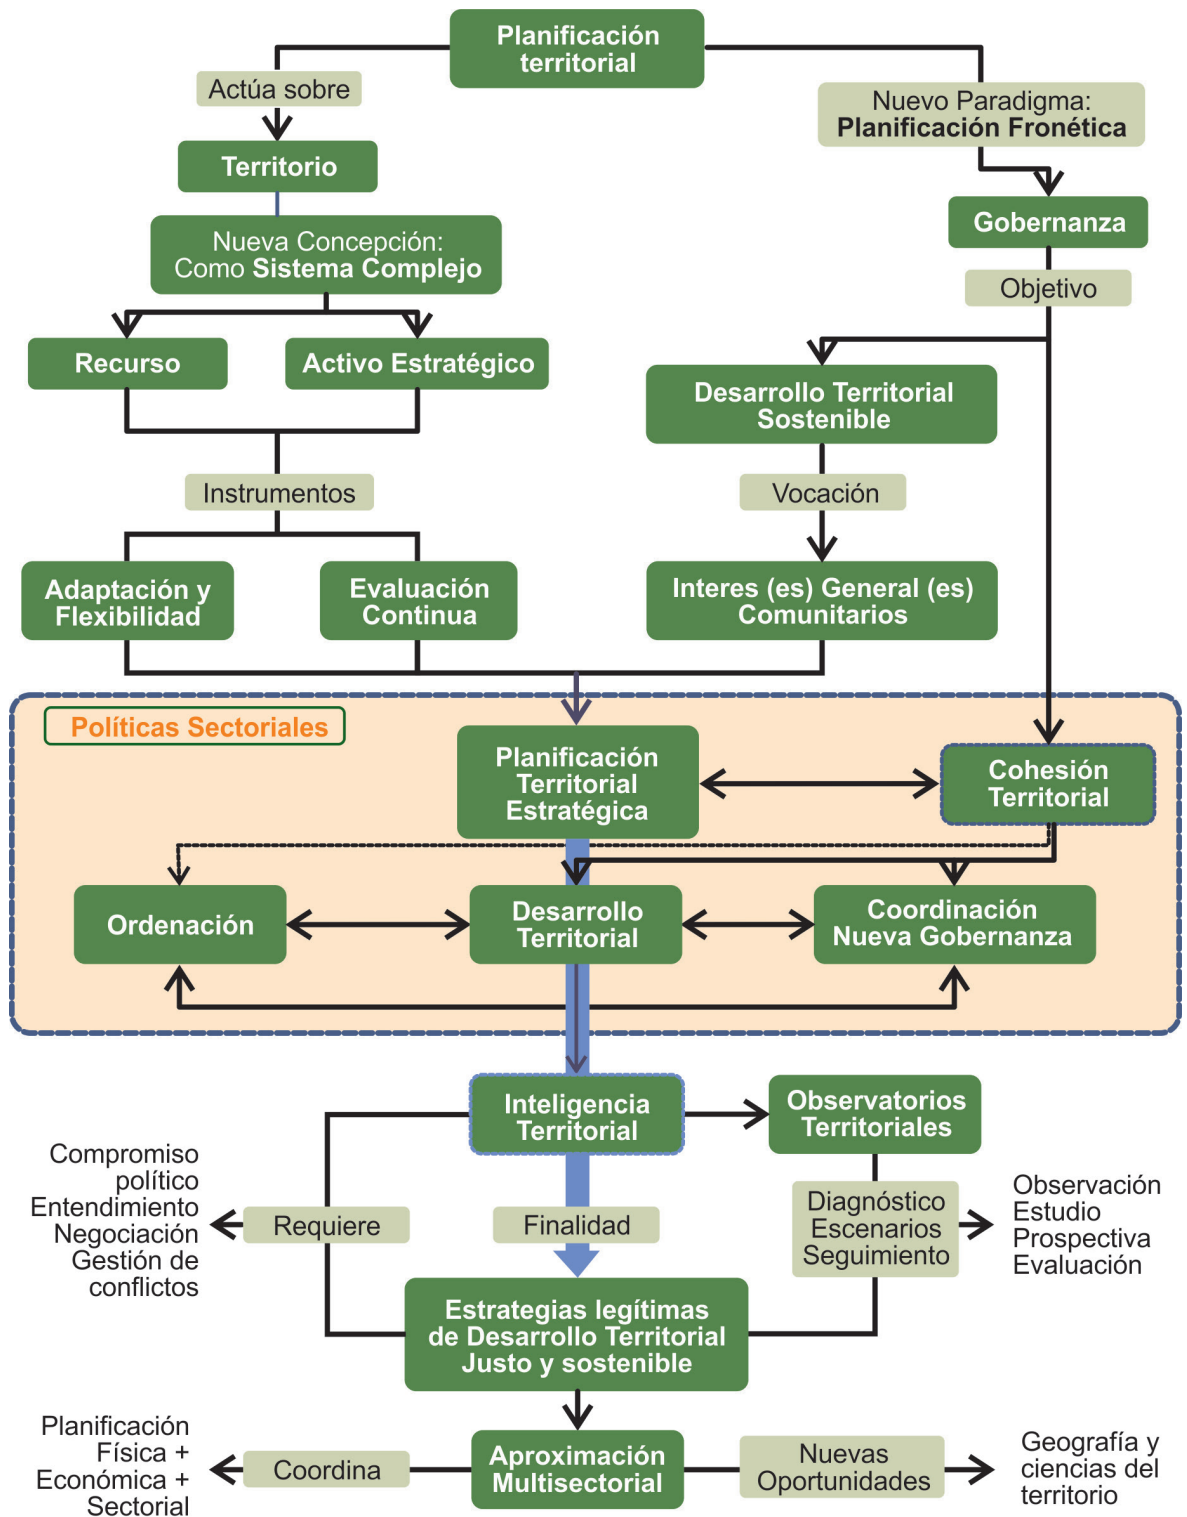 Planificación
territorial
Actúa sobre
Nuevo Paradigma:
Planificación Fronética
Territorio
Gobernanza
Nueva Concepción:
Como Sistema Complejo
Objetivo
Recurso
Activo Estratégico
Desarrollo Territorial
Sostenible
Instrumentos
Vocación
Adaptación y
Flexibilidad
Evaluación
Continua
Interes (es) General (es)
Comunitarios
Políticas Sectoriales
Planificación
Territorial
Estratégica
Cohesión
Territorial
Ordenación
Desarrollo
Territorial
Coordinación
Nueva Gobernanza
Inteligencia
Territorial
Observatorios
Territoriales
Compromiso
político
Entendimiento
Negociación
Gestión de
conflictos
Requiere
Finalidad
Diagnóstico
Escenarios
Seguimiento
Observación
Estudio
Prospectiva
Evaluación
Estrategias legítimas
de Desarrollo Territorial
Justo y sostenible
Planificación
Física +
Económica +
Sectorial
Coordina
Aproximación
Multisectorial
Nuevas
Oportunidades
Geografía y
ciencias del
territorio